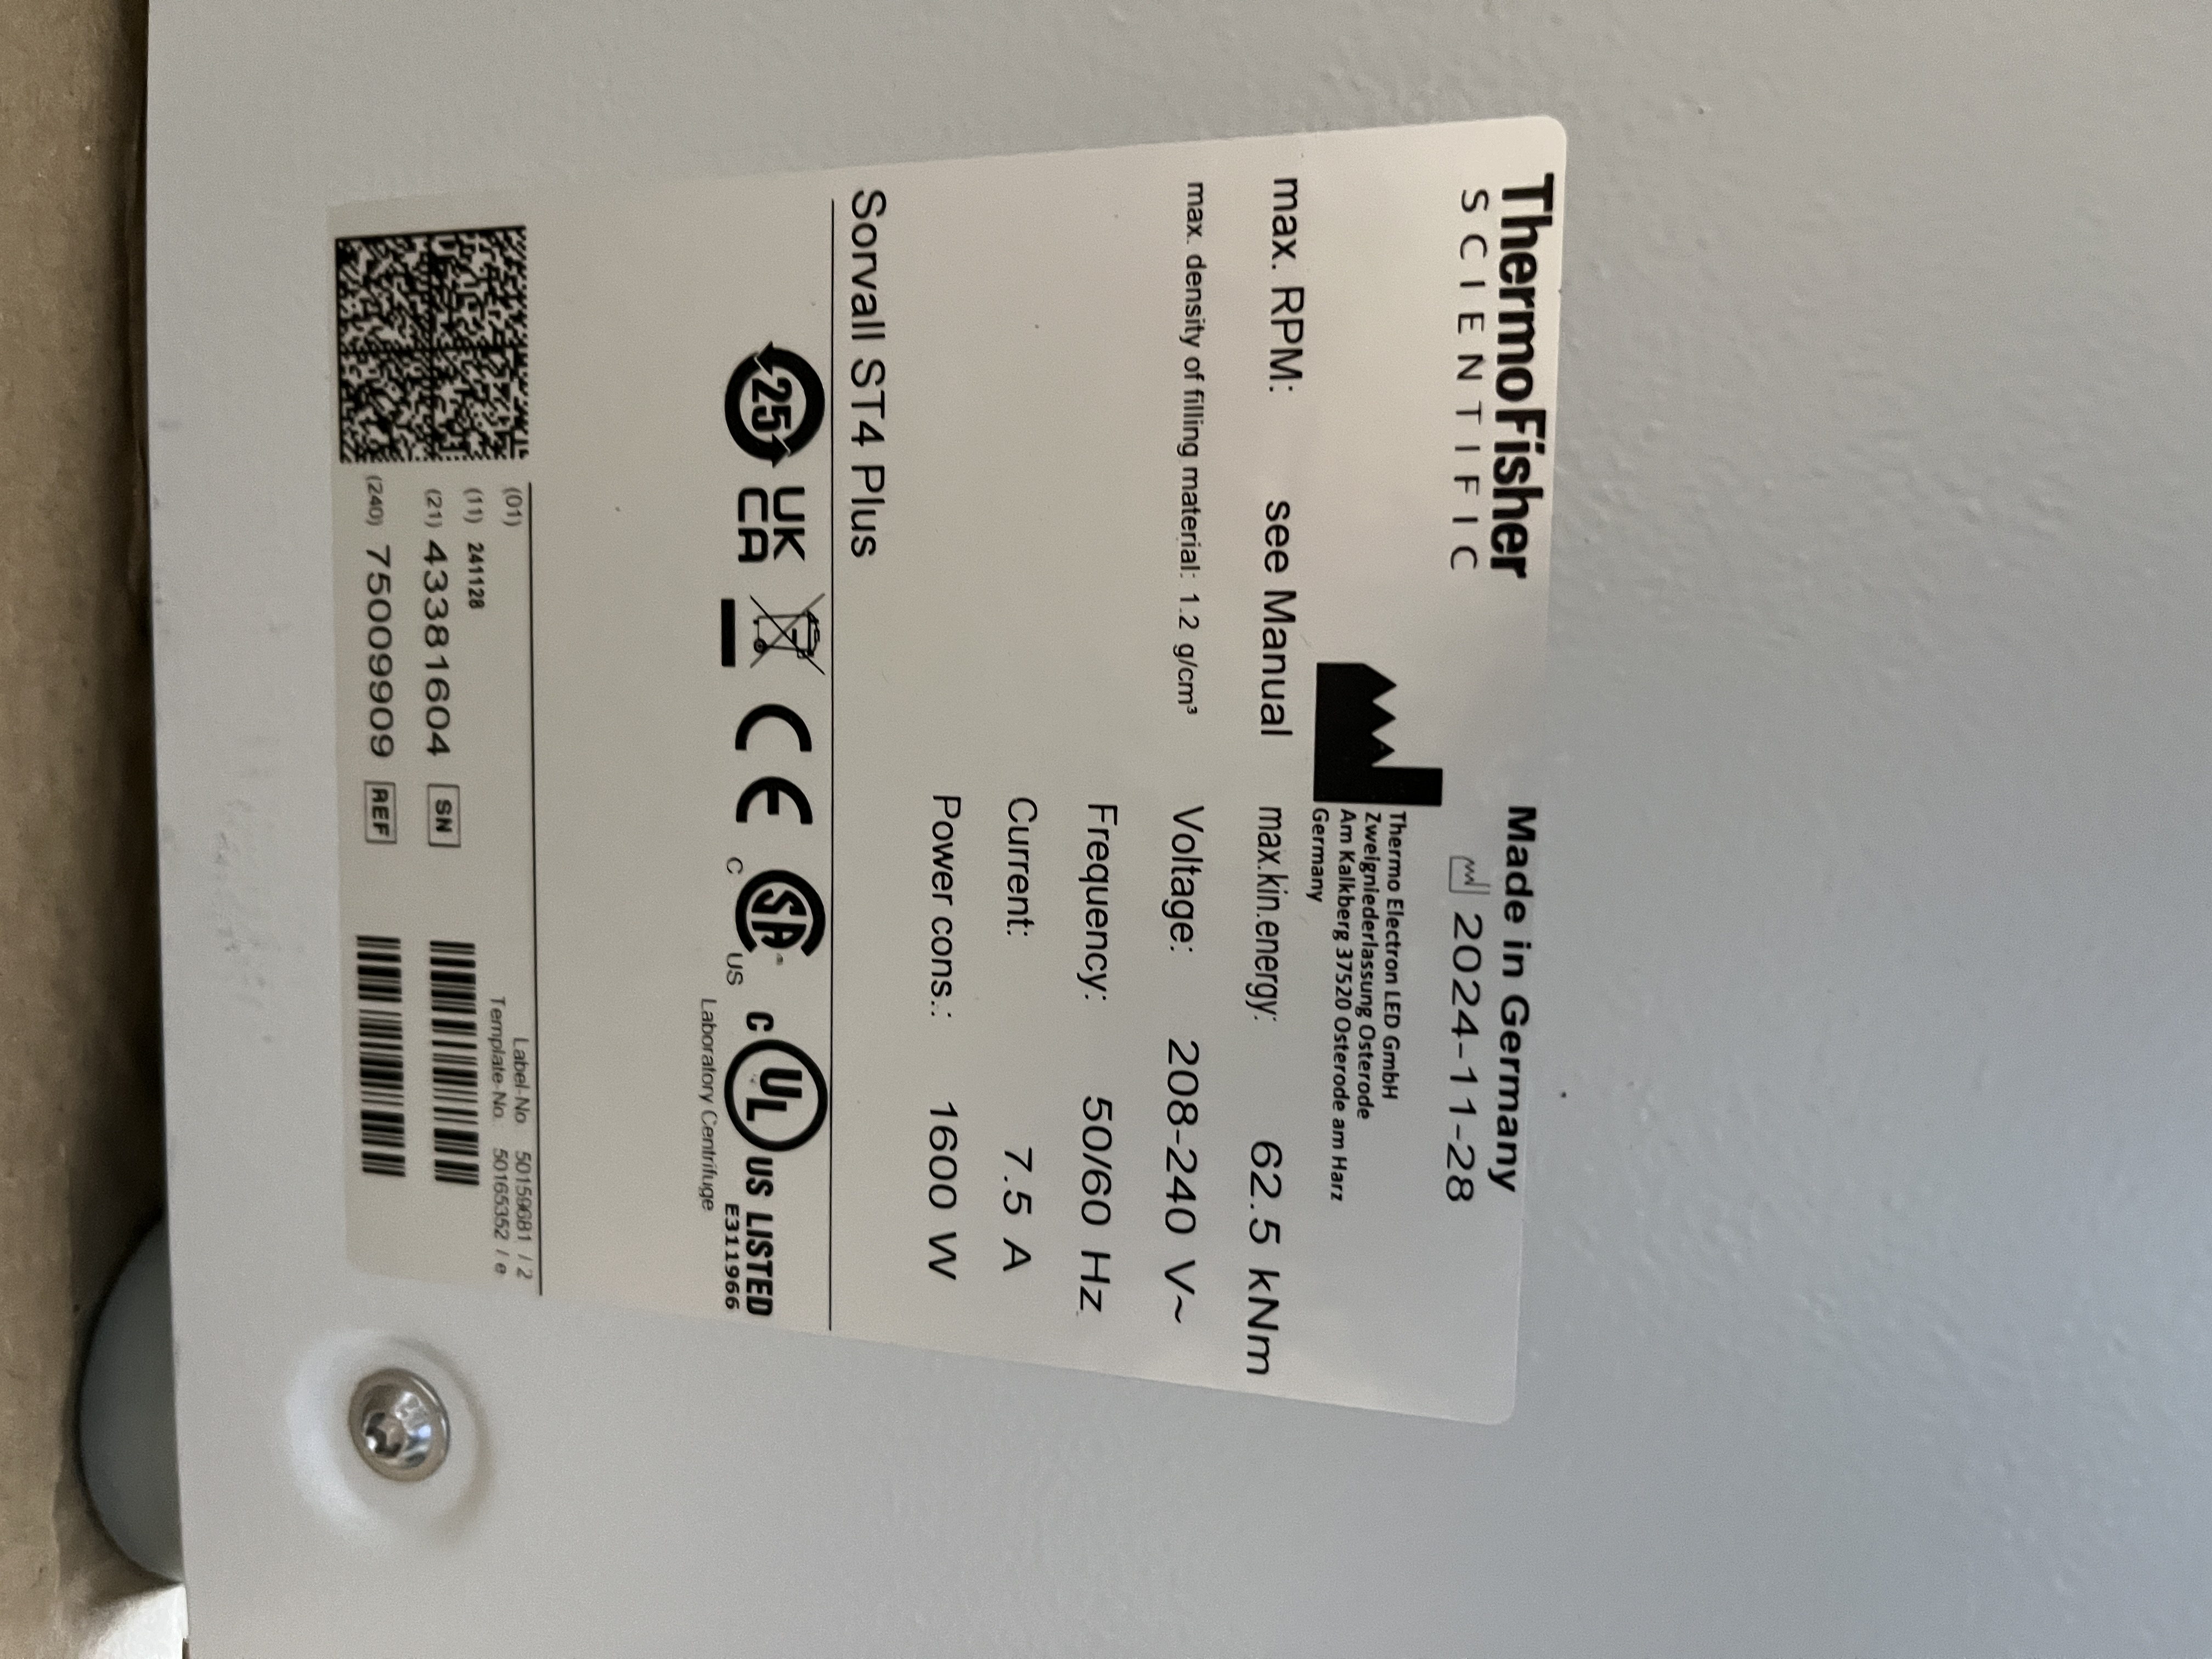 ThermoFisher
SCIENTIFIC
Made in Germany
2024-11-28
Thermo Electron LED GmbH
Zweigniederlassung Osterode
Am Kalkberg 37520 Osterode am Harz
Germany
max. RPM: see Manual
max.kin.energy: 62.5 kNm
max. density of filling material: 1.2 g/cm³
Voltage: 208-240 V~
Frequency: 50/60 Hz
Current: 7.5 A
Power cons.: 1600 W
Sorvall ST4 Plus
25
UK
CA
CE
C SA US
c UL US LISTED
E311966
Laboratory Centrifuge
(01)
Label-No 50159681 / 2
(11) 241128
Template-No. 50165352 / e
(21) 43381604 SN
(240) 75009909 REF